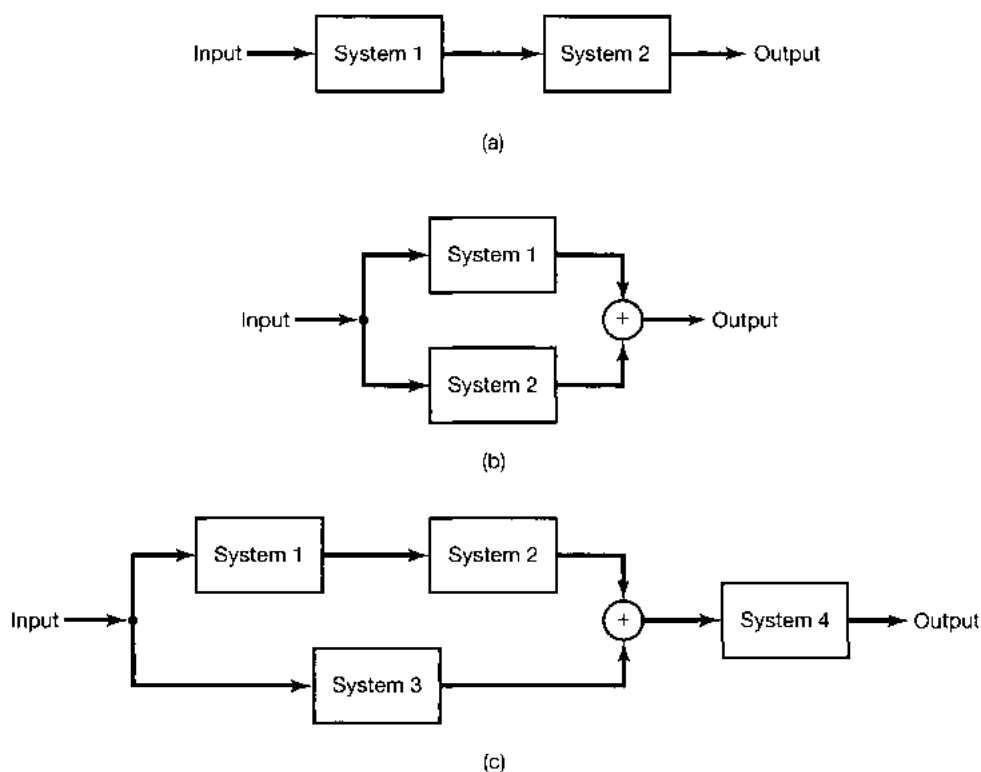 Input System 1 System 2 Output
(a)
System 1
Input + Output
System 2
(b)
System 1 System 2
Input + System 4 Output
System 3
(c)